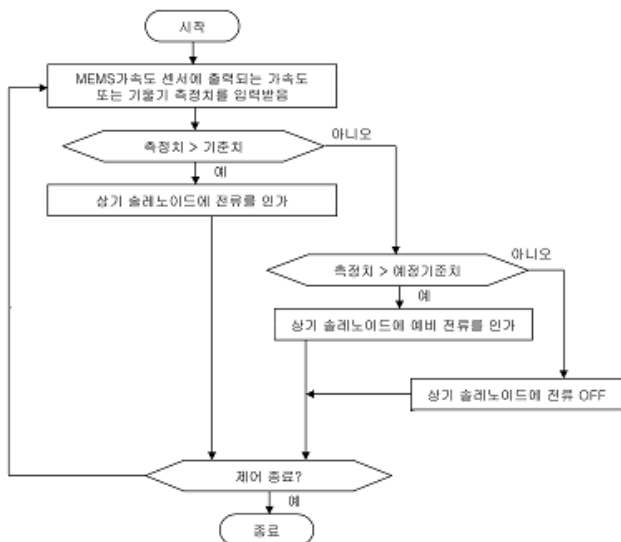 시작
MEMS가속도 센서에 출력되는 가속도
또는 기울기 측정치를 입력받음
측정치 > 기준치
아니오
예
상기 솔레노이드에 전류를 인가
측정치 > 예정기준치
아니오
예
상기 솔레노이드에 예비 전류를 인가
상기 솔레노이드에 전류 OFF
제어 종료?
예
종료